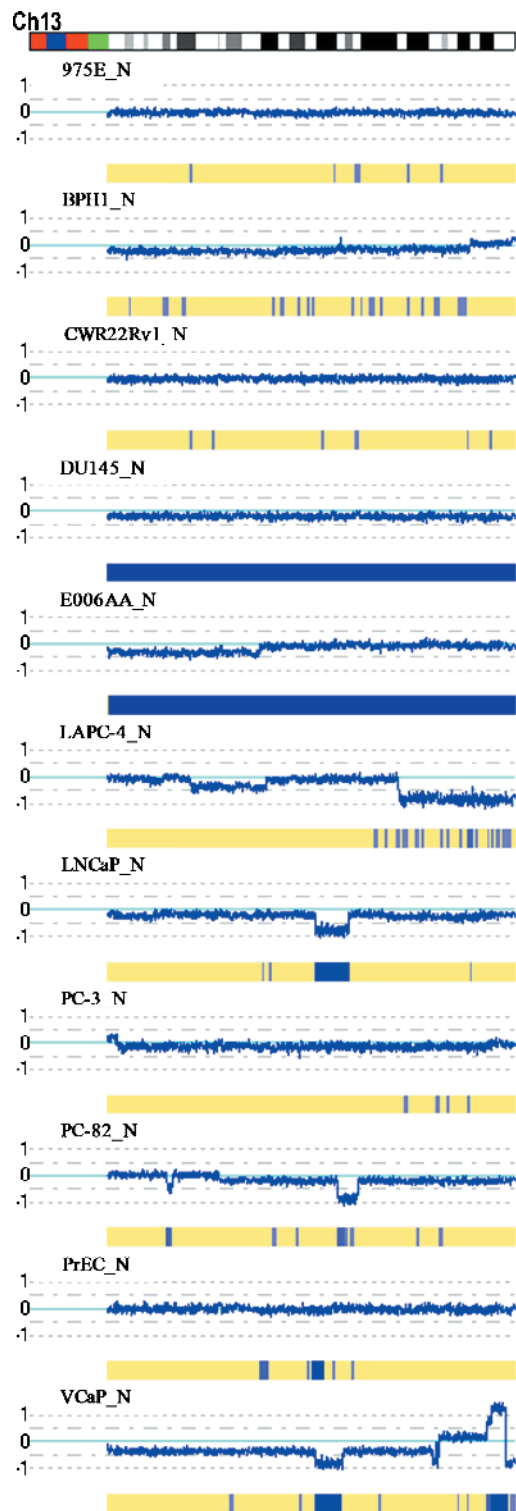 Ch13
975E_N
1
0
-1
BPH1_N
1
0
-1
CWR22Rv1_N
1
0
-1
DU145_N
1
0
-1
E006AA_N
1
0
-1
LAPC-4_N
1
0
-1
LNCaP_N
1
0
-1
PC-3_N
1
0
-1
PC-82_N
1
0
-1
PrEC_N
1
0
-1
VCaP_N
1
0
-1